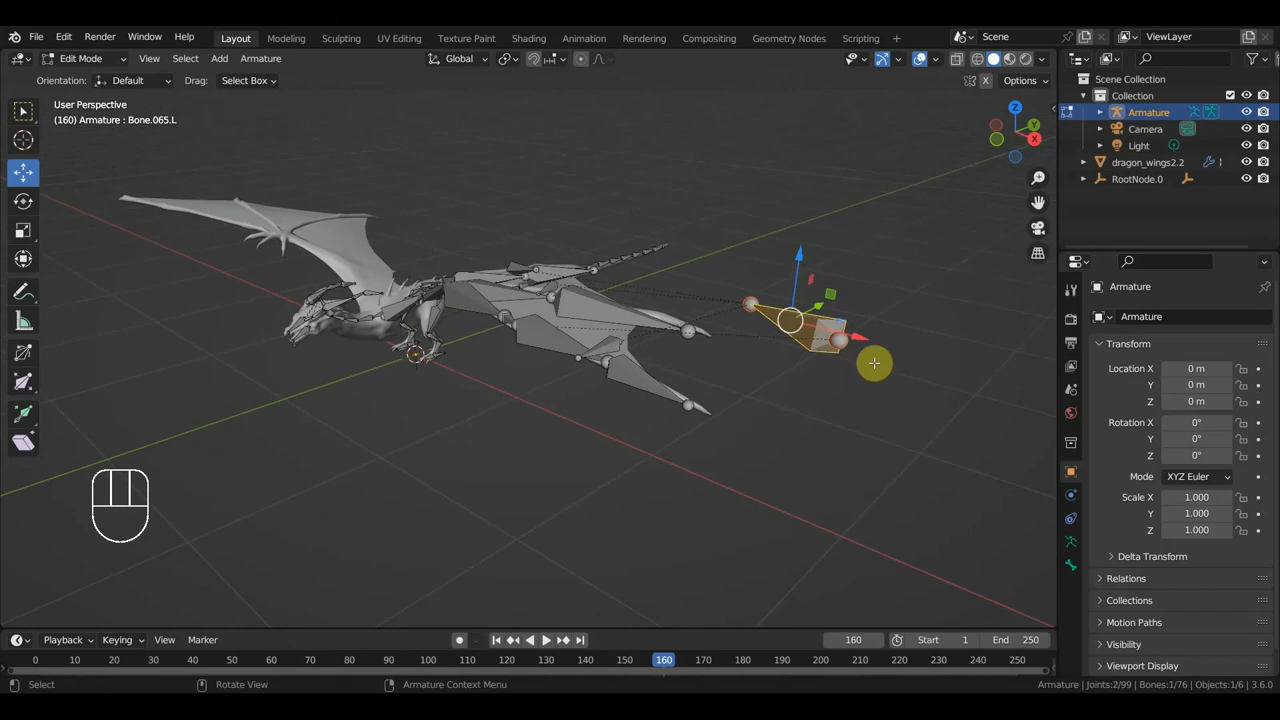 File Edit Render Window Help Layout Modeling Sculpting UV Editing Texture Paint Shading Animation Rendering Compositing Geometry Nodes Scripting + Scene ViewLayer
Edit Mode View Select Add Armature Global
Orientation: Default Drag: Select Box X Options
User Perspective
(160) Armature : Bone.065.L
Z
Y
X
Scene Collection
Collection
Armature
Camera
Light
dragon_wings2.2
RootNode.0
Armature
Armature
Transform
Location X 0 m
Y 0 m
Z 0 m
Rotation X 0°
Y 0°
Z 0°
Mode XYZ Euler
Scale X 1.000
Y 1.000
Z 1.000
Delta Transform
Relations
Collections
Motion Paths
Visibility
Viewport Display
Playback Keying View Marker 160 Start 1 End 250
0 10 20 30 40 50 60 70 80 90 100 110 120 130 140 150 160 170 180 190 200 210 220 230 240 250
Select Rotate View Armature Context Menu Armature | Joints:2/99 | Bones:1/76 | Objects:1/6 | 3.6.0